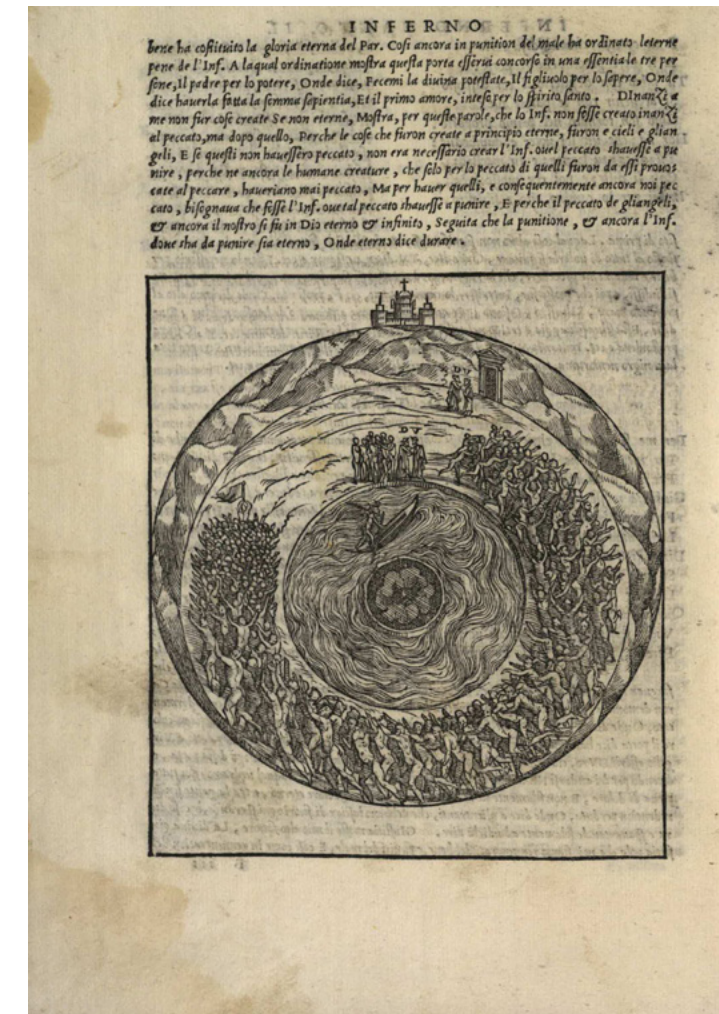 INFERNO
bene ha costituito la gloria eterna del Par. Cosi ancora in punition del male ha ordinato leterne
pene de l'Inf. A laqual ordinatione mostra questa porta esserui concorso in una essentia le tre per
sone, Il padre per lo potere, Onde dice, Fecemi la diuina potestate, Il figliuolo per lo sapere, Onde
dice hauerla fatta la somma sapientia, Et il primo amore, inteso per lo spirito santo. DInanZi a
me non fur cose create Se non eterne, Mostra, per queste parole, che lo Inf. non fosse creato inanZi
al peccato, ma dopo quello, Perche le cose che furon create a principio eterne, furon e cieli e glian
geli, E se questi non hauessero peccato, non era necessario crear l'Inf. ouel peccato shauesse a pu
nire, perche ne ancora le humane creature, che solo per lo peccato di quelli furon da essi prouo⸗
cate al peccare, haueriano mai peccato, Ma per hauer quelli, e consequentemente ancora noi pec
cato, bisognaua che fosse l'Inf. oue tal peccato shauesse a punire, E perche il peccato de gliangeli,
& ancora il nostro si fu in Dio eterno & infinito, Seguita che la punitione, & ancora l'Inf.
doue sha da punire sia eterno, Onde eterno dice durare.
D V
D V